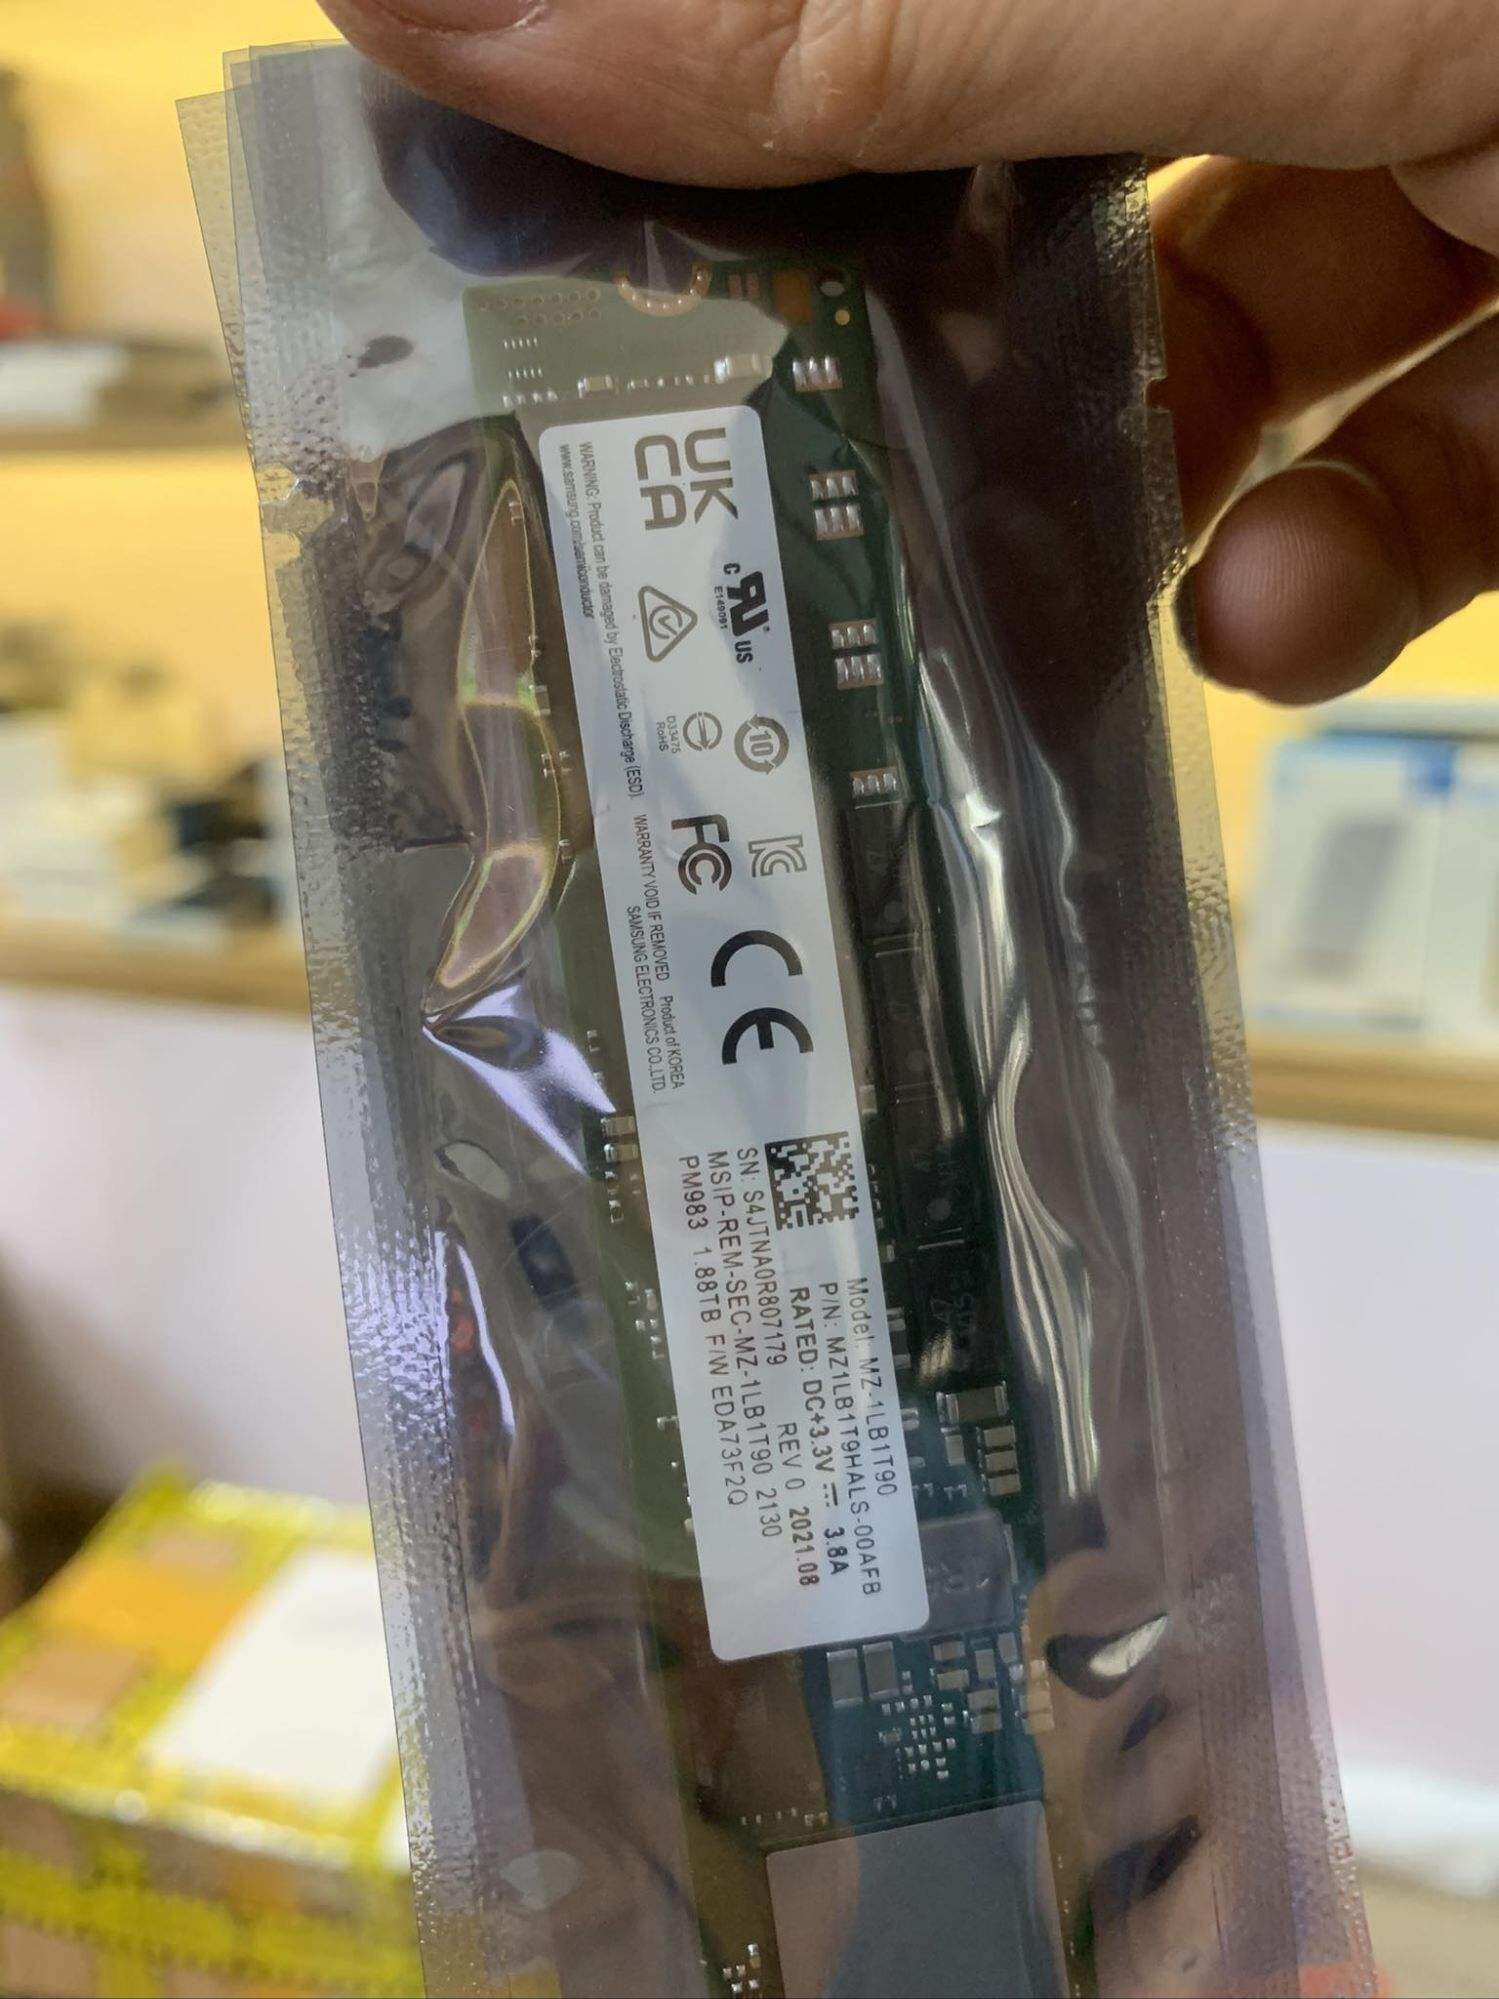 UK
CA
c UL US
E149091
10
D33475
RoHS
FC
CE
WARNING: Product can be damaged by Electrostatic Discharge (ESD). WARRANTY VOID IF REMOVED Product of KOREA
www.samsung.com/semiconductor SAMSUNG ELECTRONICS CO.,LTD.
Model: MZ-1LB1T90
P/N: MZ1LB1T9HALS-00AFB
RATED: DC+3.3V ⎓ 3.8A
REV 0 2021.08
SN: S4JTNA0R807179
MSIP-REM-SEC-MZ-1LB1T90 2130
PM983 1.88TB F/W EDA73F2Q